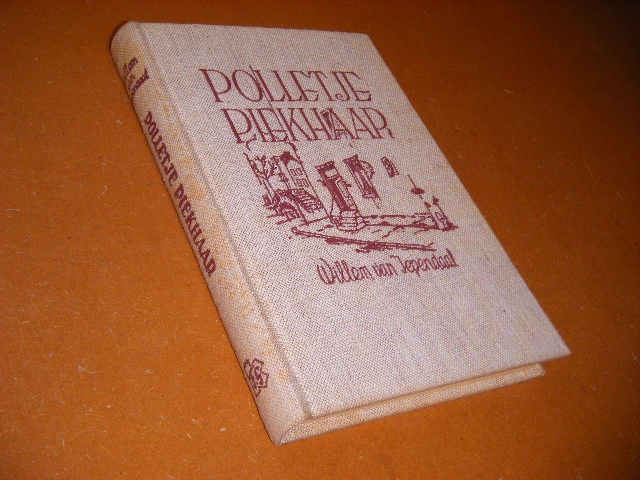 POLLETJE
PIEKHAAR
Willem van Iependaal
POLLETJE PIEKHAAR